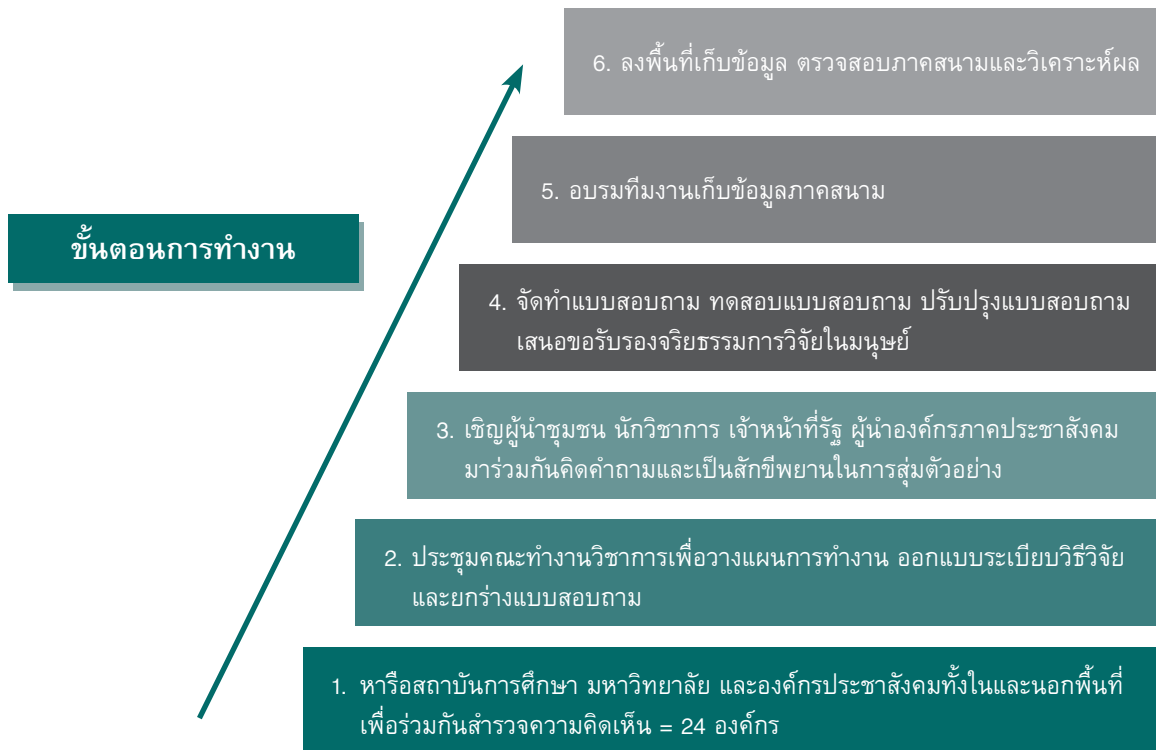 6. ลงพื้นที่เก็บข้อมูล ตรวจสอบภาคสนามและวิเคราะห์ผล
5. อบรมทีมงานเก็บข้อมูลภาคสนาม
ขั้นตอนการทำงาน
4. จัดทำแบบสอบถาม ทดสอบแบบสอบถาม ปรับปรุงแบบสอบถาม
เสนอขอรับรองจริยธรรมการวิจัยในมนุษย์
3. เชิญผู้นำชุมชน นักวิชาการ เจ้าหน้าที่รัฐ ผู้นำองค์กรภาคประชาสังคม
มาร่วมกันคิดคำถามและเป็นสักขีพยานในการสุ่มตัวอย่าง
2. ประชุมคณะทำงานวิชาการเพื่อวางแผนการทำงาน ออกแบบระเบียบวิธีวิจัย
และยกร่างแบบสอบถาม
1. หารือสถาบันการศึกษา มหาวิทยาลัย และองค์กรประชาสังคมทั้งในและนอกพื้นที่
เพื่อร่วมกันสำรวจความคิดเห็น = 24 องค์กร